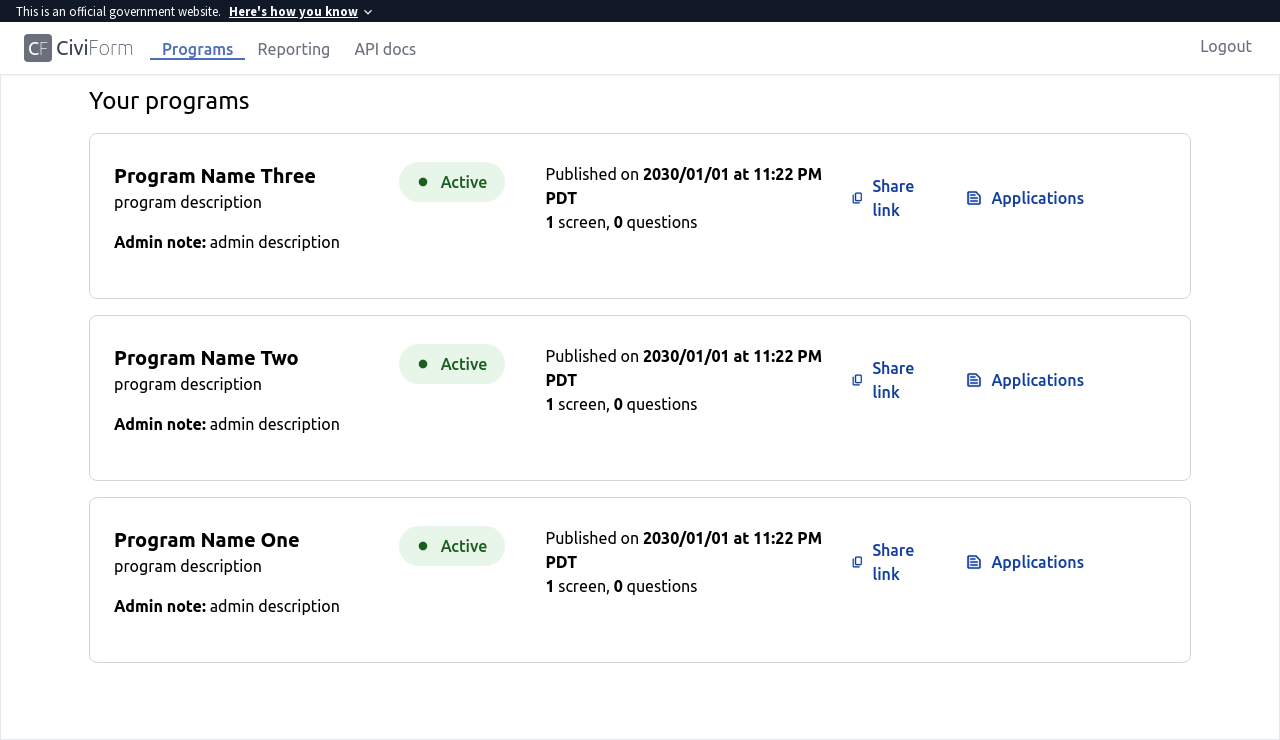 This is an official government website. Here's how you know
CF CiviForm Programs Reporting API docs Logout
Your programs
Program Name Three
program description
Admin note: admin description
Active
Published on 2030/01/01 at 11:22 PM
PDT
1 screen, 0 questions
Share
link
Applications
Program Name Two
program description
Admin note: admin description
Active
Published on 2030/01/01 at 11:22 PM
PDT
1 screen, 0 questions
Share
link
Applications
Program Name One
program description
Admin note: admin description
Active
Published on 2030/01/01 at 11:22 PM
PDT
1 screen, 0 questions
Share
link
Applications